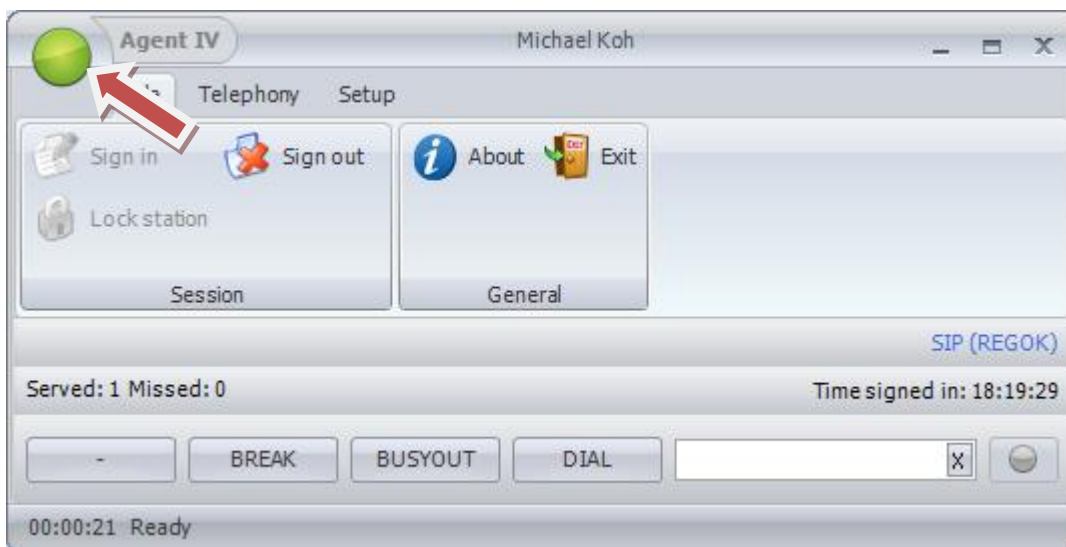 Agent IV Michael Koh
Telephony Setup
Sign in Sign out About EXIT Exit
Lock station
Session General
SIP (REGOK)
Served: 1 Missed: 0 Time signed in: 18:19:29
- BREAK BUSYOUT DIAL X
00:00:21 Ready